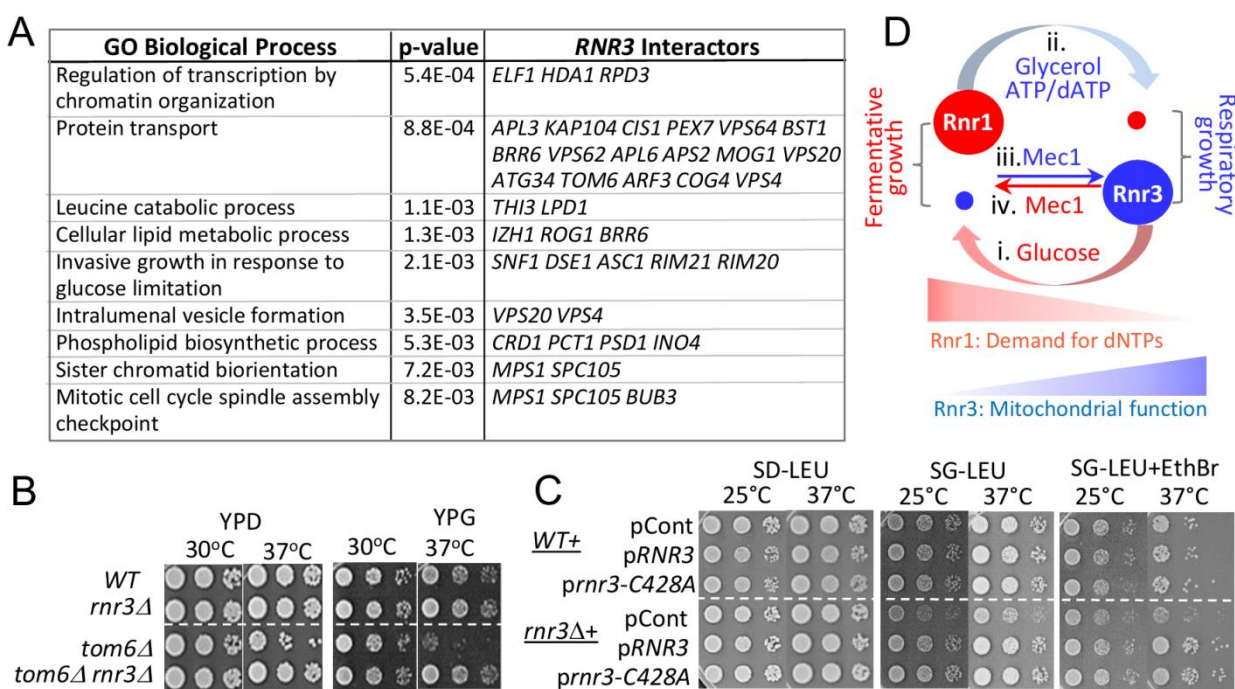 A
GO Biological Process p-value RNR3 Interactors
Regulation of transcription by 5.4E-04 ELF1 HDA1 RPD3
chromatin organization
Protein transport 8.8E-04 APL3 KAP104 CIS1 PEX7 VPS64 BST1
BRR6 VPS62 APL6 APS2 MOG1 VPS20
ATG34 TOM6 ARF3 COG4 VPS4
Leucine catabolic process 1.1E-03 THI3 LPD1
Cellular lipid metabolic process 1.3E-03 IZH1 ROG1 BRR6
Invasive growth in response to 2.1E-03 SNF1 DSE1 ASC1 RIM21 RIM20
glucose limitation
Intralumenal vesicle formation 3.5E-03 VPS20 VPS4
Phospholipid biosynthetic process 5.3E-03 CRD1 PCT1 PSD1 INO4
Sister chromatid biorientation 7.2E-03 MPS1 SPC105
Mitotic cell cycle spindle assembly 8.2E-03 MPS1 SPC105 BUB3
checkpoint
D
ii.
Glycerol
ATP/dATP
Fermentative
growth
Rnr1
Respiratory
growth
iii.Mec1
Rnr3
iv. Mec1
i. Glucose
Rnr1: Demand for dNTPs
Rnr3: Mitochondrial function
B
YPD YPG
30°C 37°C 30°C 37°C
WT
rnr3Δ
tom6Δ
tom6Δ rnr3Δ
C
SD-LEU SG-LEU SG-LEU+EthBr
25°C 37°C 25°C 37°C 25°C 37°C
WT+
pCont
pRNR3
prnr3-C428A
rnr3Δ+
pCont
pRNR3
prnr3-C428A